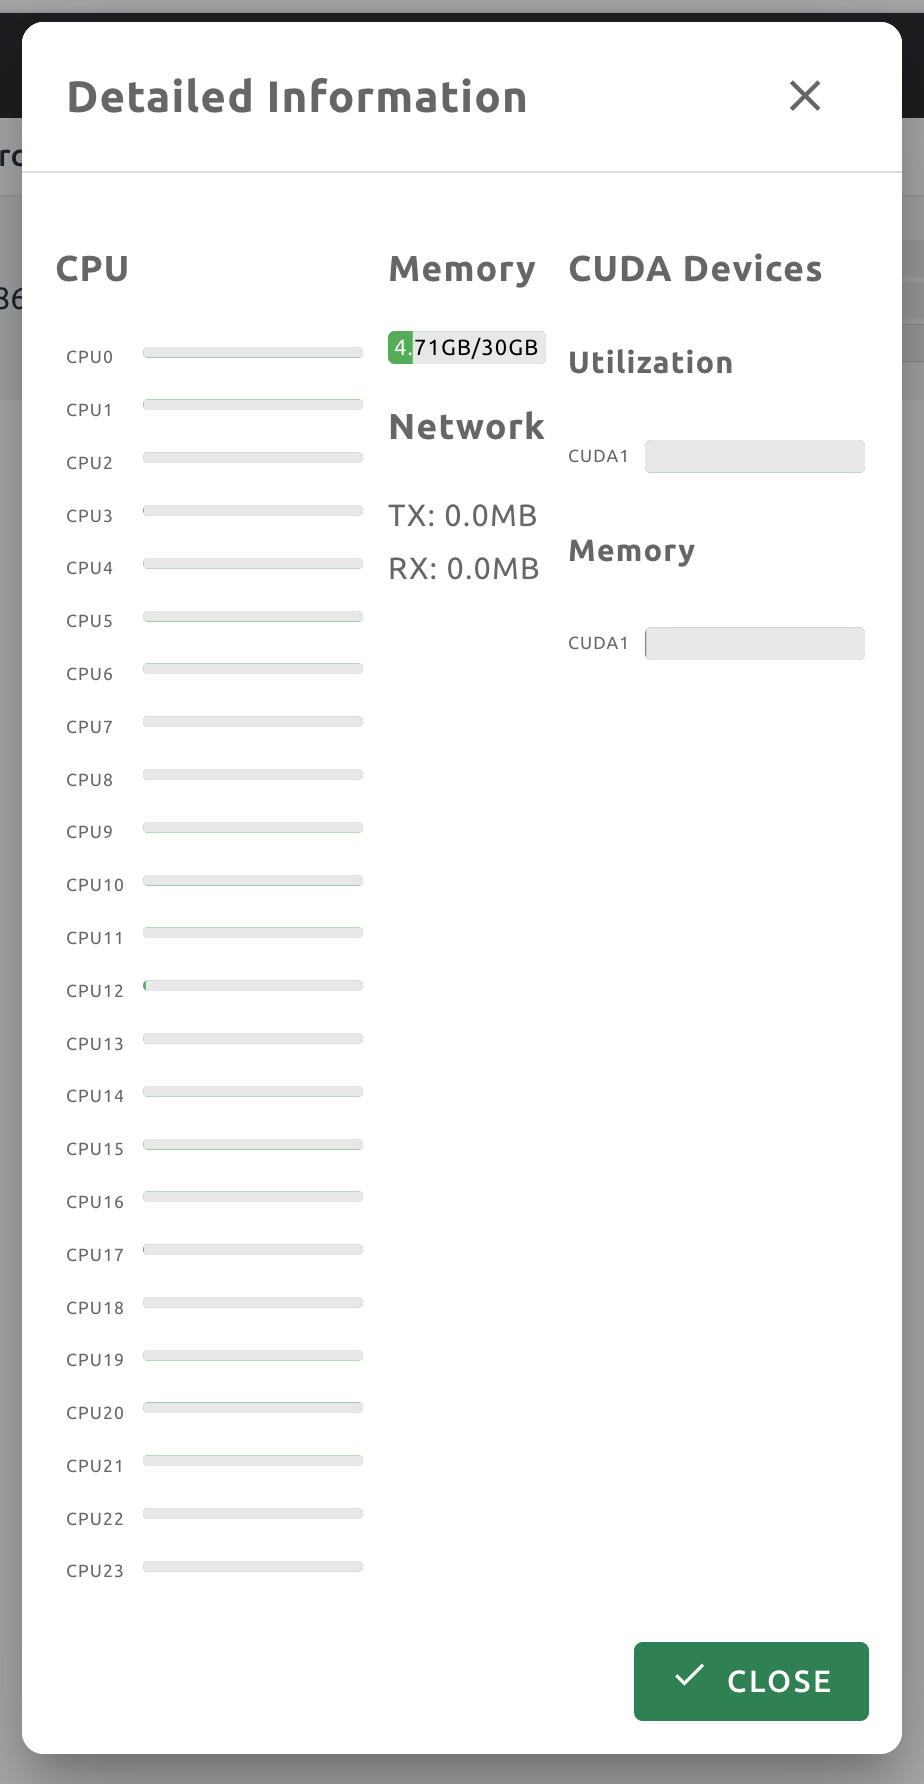 Detailed Information
CPU
CPU0
CPU1
CPU2
CPU3
CPU4
CPU5
CPU6
CPU7
CPU8
CPU9
CPU10
CPU11
CPU12
CPU13
CPU14
CPU15
CPU16
CPU17
CPU18
CPU19
CPU20
CPU21
CPU22
CPU23
Memory
4.71GB/30GB
Network
TX: 0.0MB
RX: 0.0MB
CUDA Devices
Utilization
CUDA1
Memory
CUDA1
CLOSE